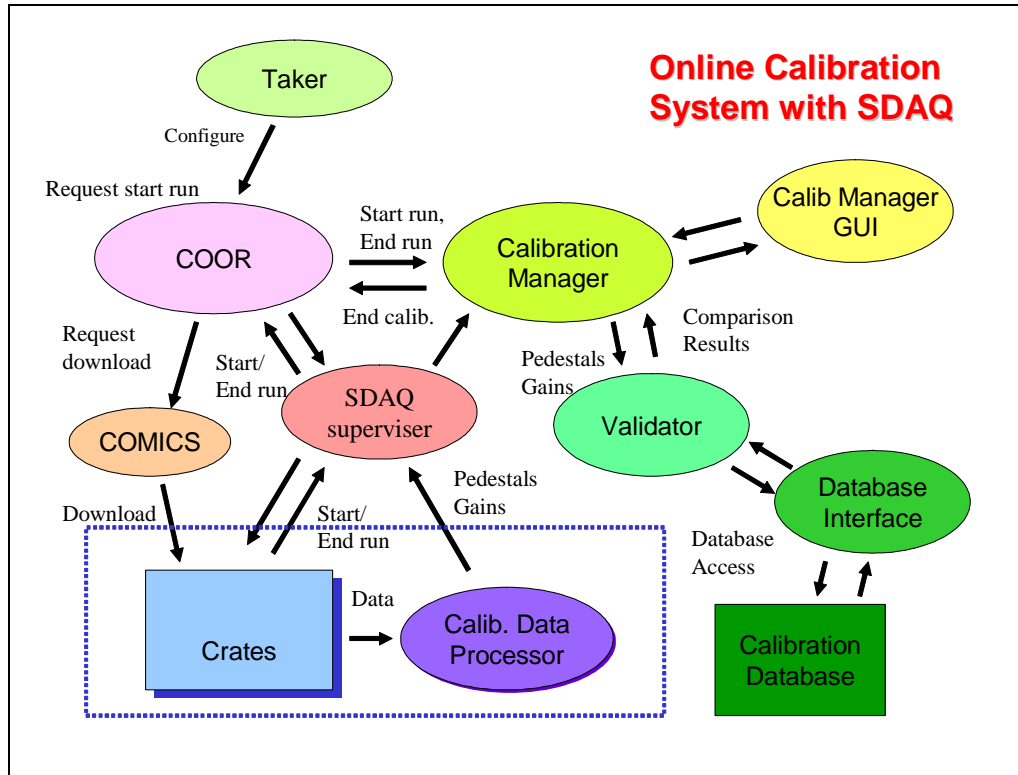 Online Calibration
System with SDAQ
Taker
Configure
Request start run
COOR
Start run,
End run
Calibration
Manager
Calib Manager
GUI
End calib.
Request
download
Start/
End run
Pedestals
Gains
Comparison
Results
SDAQ
superviser
COMICS
Validator
Download
Start/
End run
Pedestals
Gains
Database
Interface
Database
Access
Crates
Data
Calib. Data
Processor
Calibration
Database